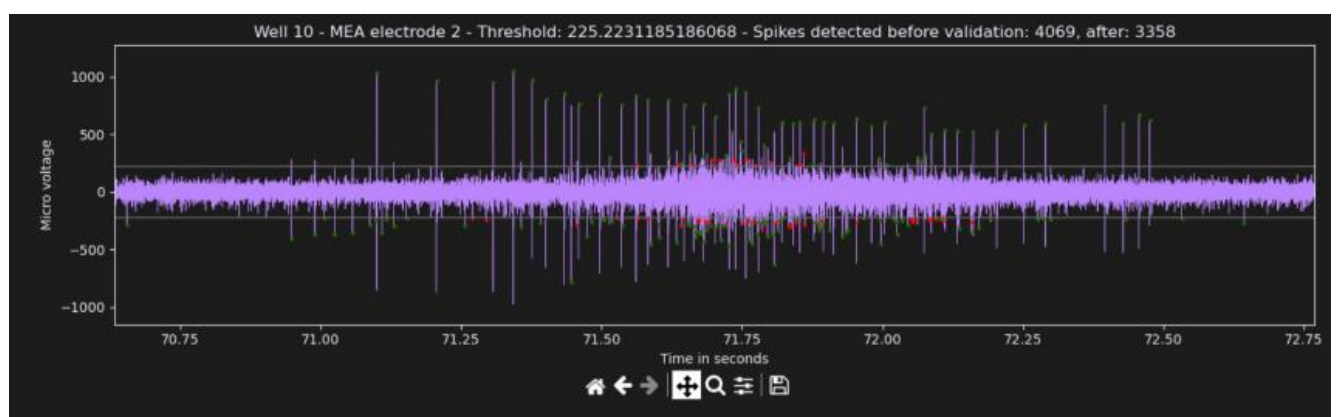 Well 10 - MEA electrode 2 - Threshold: 225.2231185186068 - Spikes detected before validation: 4069, after: 3358
1000
500
0
−500
−1000
Micro voltage
70.75 71.00 71.25 71.50 71.75 72.00 72.25 72.50 72.75
Time in seconds